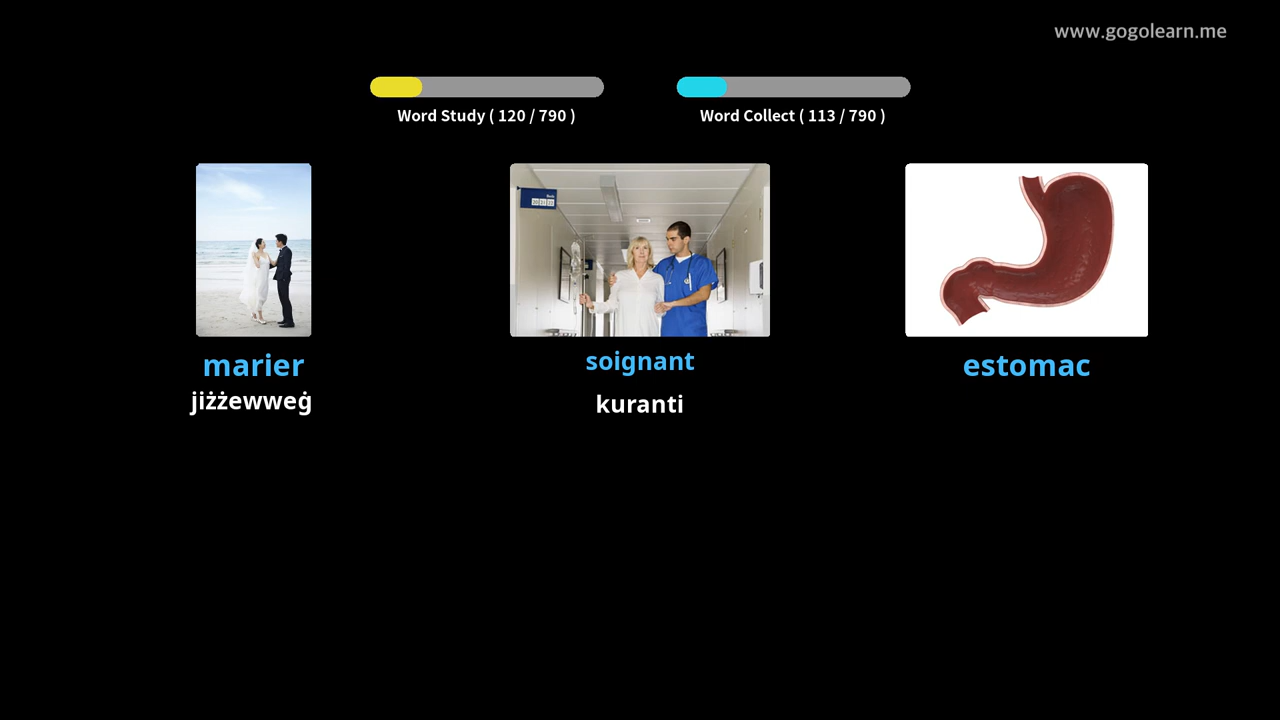 www.gogolearn.me
Word Study ( 120 / 790 )
Word Collect ( 113 / 790 )
marier
jiżżewweġ
soignant
kuranti
estomac